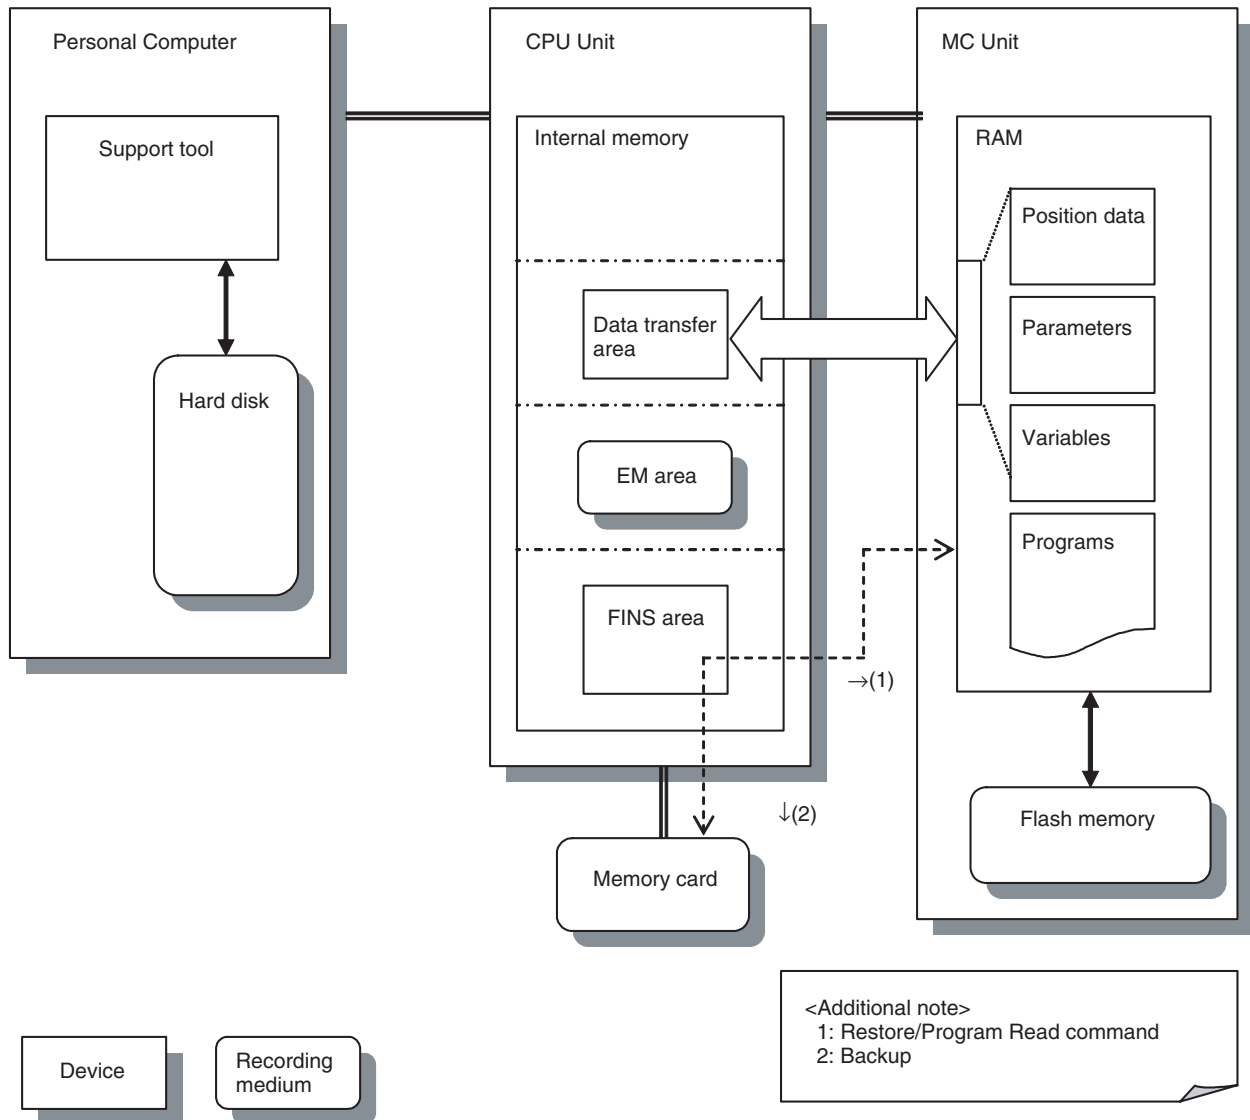 Personal Computer
Support tool
Hard disk
CPU Unit
Internal memory
Data transfer
area
EM area
FINS area
Memory card
→(1)
↓(2)
MC Unit
RAM
Position data
Parameters
Variables
Programs
Flash memory
<Additional note>
1: Restore/Program Read command
2: Backup
Device
Recording
medium